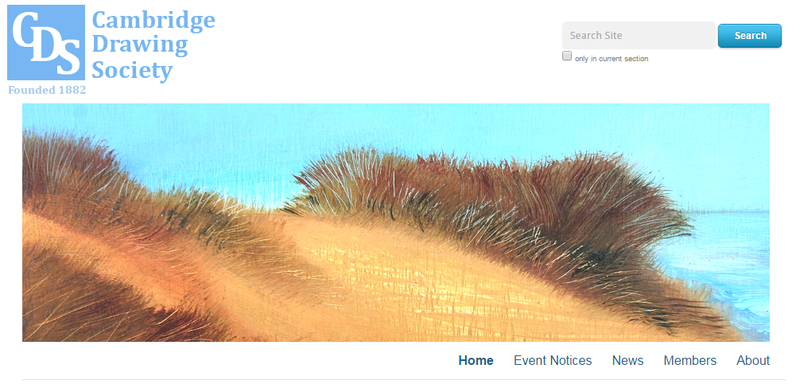 CDS
Cambridge
Drawing
Society
Founded 1882
Search Site
Search
only in current section
Home Event Notices News Members About